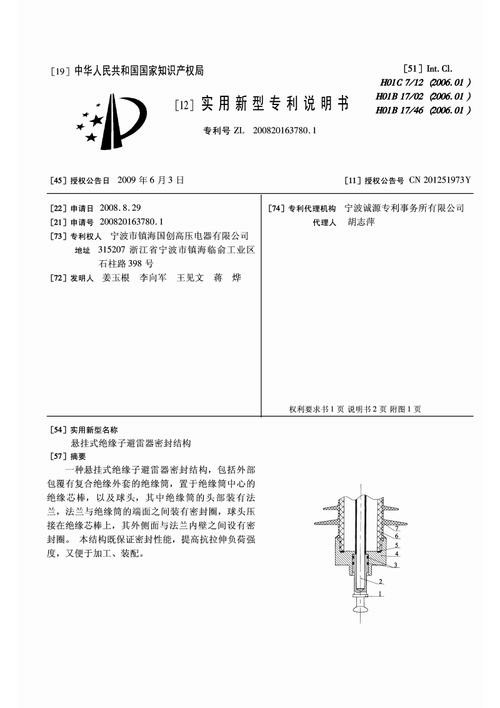 [19] 中华人民共和国国家知识产权局
[51] Int. Cl.
H01C 7/12 (2006.01)
H01B 17/02 (2006.01)
H01B 17/46 (2006.01)
[12] 实用新型专利说明书
专利号 ZL 200820163780.1
[45] 授权公告日 2009 年 6 月 3 日
[11] 授权公告号 CN 201251973Y
[22] 申请日 2008.8.29
[21] 申请号 200820163780.1
[73] 专利权人 宁波市镇海国创高压电器有限公司
地址 315207 浙江省宁波市镇海临俞工业区
石柱路 398 号
[72] 发明人 姜玉根 李向军 王见文 蒋 烨
[74] 专利代理机构 宁波诚源专利事务所有限公司
代理人 胡志萍
权利要求书 1 页 说明书 2 页 附图 1 页
[54] 实用新型名称
悬挂式绝缘子避雷器密封结构
[57] 摘要
一种悬挂式绝缘子避雷器密封结构，包括外部
包覆有复合绝缘外套的绝缘筒，置于绝缘筒中心的
绝缘芯棒，以及球头，其中绝缘筒的头部装有法
兰，法兰与绝缘筒的端面之间装有密封圈，球头压
接在绝缘芯棒上，其外侧面与法兰内壁之间设有密
封圈。 本结构既保证密封性能，提高抗拉伸负荷强
度，又便于加工、装配。
7
6
5
4
3
2
1